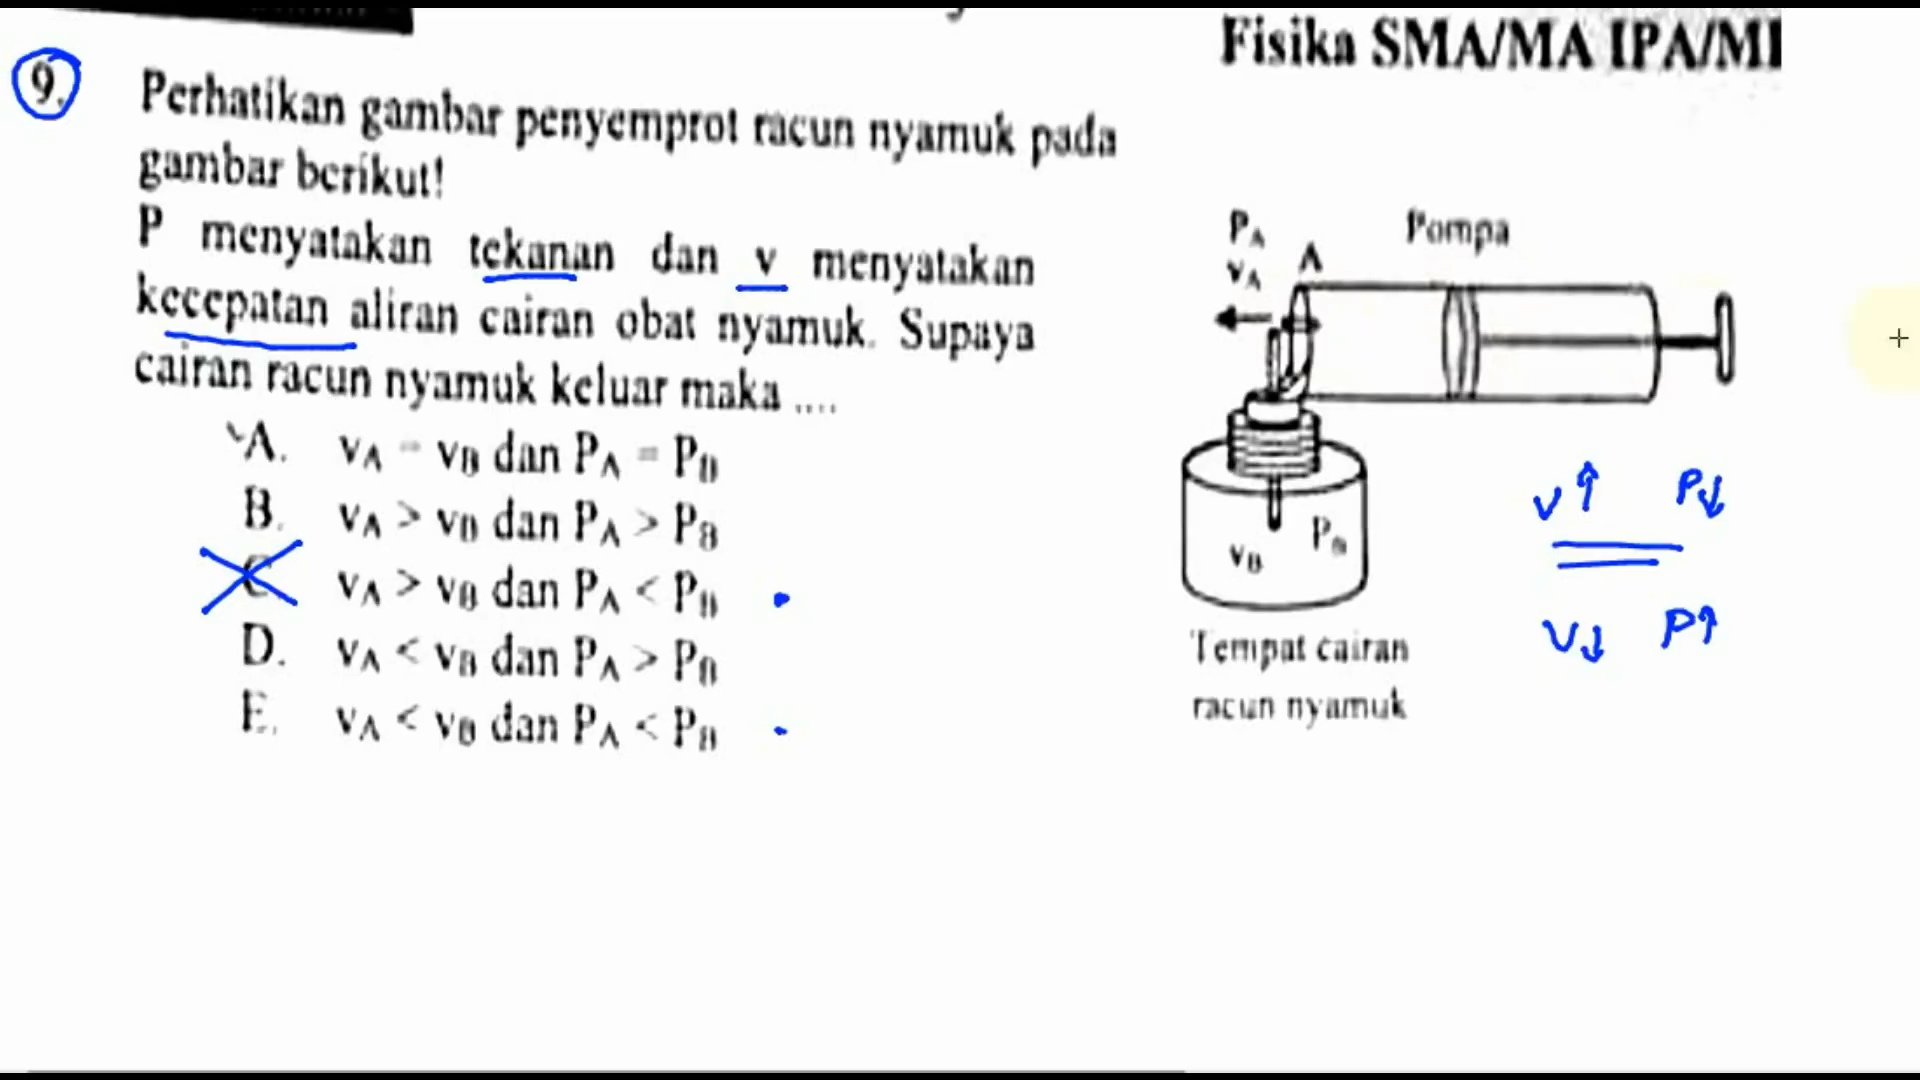 Fisika SMA/MA IPA/MI
9.
Perhatikan gambar penyemprot racun nyamuk pada
gambar berikut!
P menyatakan tekanan dan v menyatakan
kecepatan aliran cairan obat nyamuk. Supaya
cairan racun nyamuk keluar maka ....
A. vA = vB dan PA = PB
B. vA > vB dan PA > PB
C vA > vB dan PA < PB
D. vA < vB dan PA > PB
E. vA < vB dan PA < PB
PA
vA
A
Pompa
vB
PB
Tempat cairan
racun nyamuk
v↑ P↓
v↓ P↑